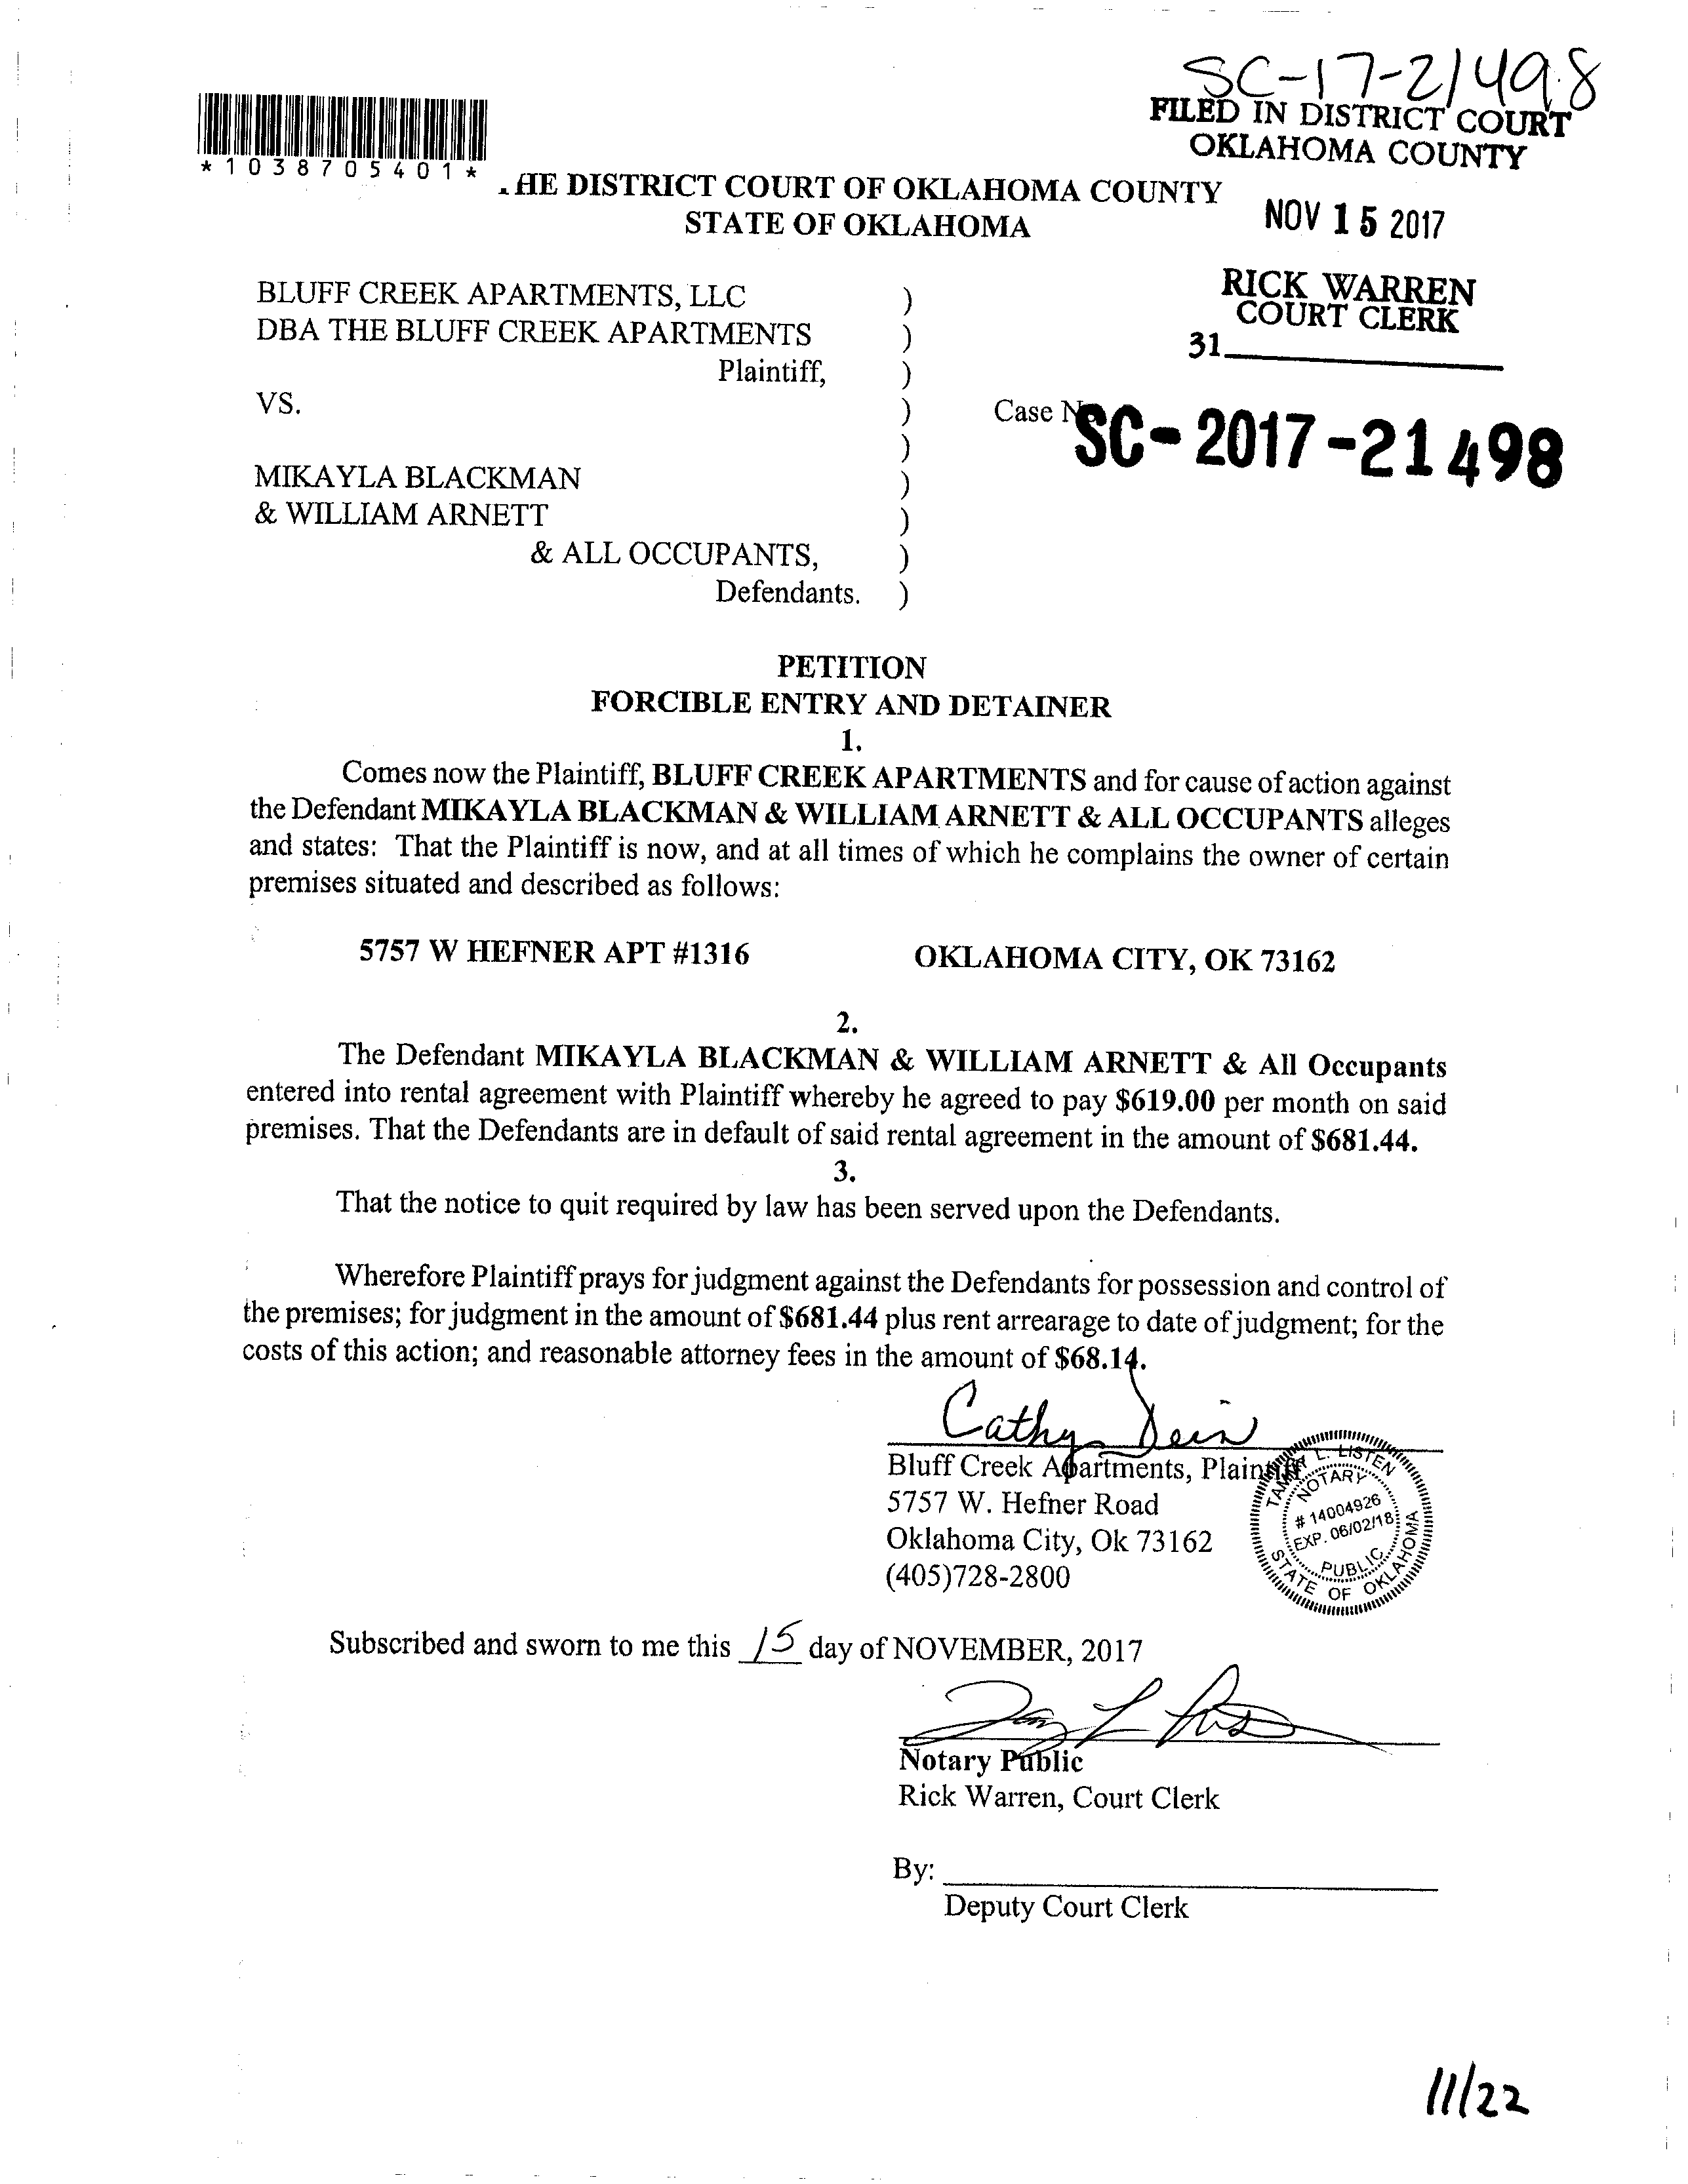 SC-17-21498
FILED IN DISTRICT COURT
OKLAHOMA COUNTY
*1038705401*
HE DISTRICT COURT OF OKLAHOMA COUNTY
STATE OF OKLAHOMA
NOV 15 2017
RICK WARREN
COURT CLERK
31
BLUFF CREEK APARTMENTS, LLC )
DBA THE BLUFF CREEK APARTMENTS )
Plaintiff, )
VS. )
)
MIKAYLA BLACKMAN )
& WILLIAM ARNETT )
& ALL OCCUPANTS, )
Defendants. )
Case No. SC-2017-21498
PETITION
FORCIBLE ENTRY AND DETAINER
1.
Comes now the Plaintiff, BLUFF CREEK APARTMENTS and for cause of action against
the Defendant MIKAYLA BLACKMAN & WILLIAM ARNETT & ALL OCCUPANTS alleges
and states: That the Plaintiff is now, and at all times of which he complains the owner of certain
premises situated and described as follows:
5757 W HEFNER APT #1316 OKLAHOMA CITY, OK 73162
2.
The Defendant MIKAYLA BLACKMAN & WILLIAM ARNETT & All Occupants
entered into rental agreement with Plaintiff whereby he agreed to pay $619.00 per month on said
premises. That the Defendants are in default of said rental agreement in the amount of $681.44.
3.
That the notice to quit required by law has been served upon the Defendants.
Wherefore Plaintiff prays for judgment against the Defendants for possession and control of
the premises; for judgment in the amount of $681.44 plus rent arrearage to date of judgment; for the
costs of this action; and reasonable attorney fees in the amount of $68.14.
Cathy Dein
Bluff Creek Apartments, Plaintiff
5757 W. Hefner Road
Oklahoma City, Ok 73162
(405)728-2800
L. LISTEN
NOTARY
# 14004926
EXP. 06/02/18
PUBLIC
STATE OF OKLAHOMA
Subscribed and sworn to me this 15 day of NOVEMBER, 2017
Notary Public
Rick Warren, Court Clerk
By:
Deputy Court Clerk
11/22